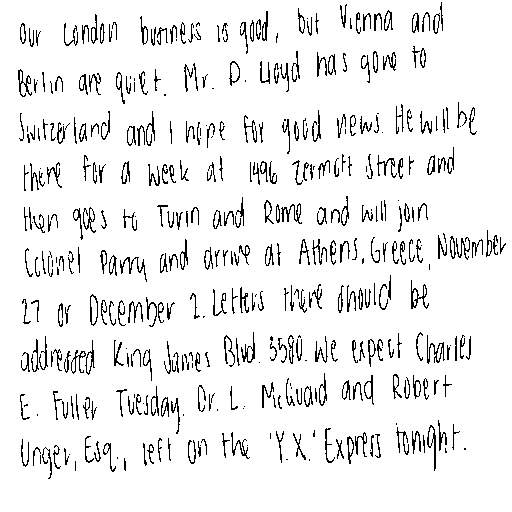 Our London business is good, but Vienna and
Berlin are quiet. Mr. D. Lloyd has gone to
Switzerland and I hope for good news. He will be
there for a week at 1496 Zermott Street and
then goes to Turin and Rome and will join
Colonel Parry and arrive at Athens, Greece, November
27 or December 2. Letters there should be
addressed King James Blvd. 3580. We expect Charles
E. Fuller Tuesday. Dr. L. McQuaid and Robert
Unger, Esq., left on the 'Y.X.' Express tonight.